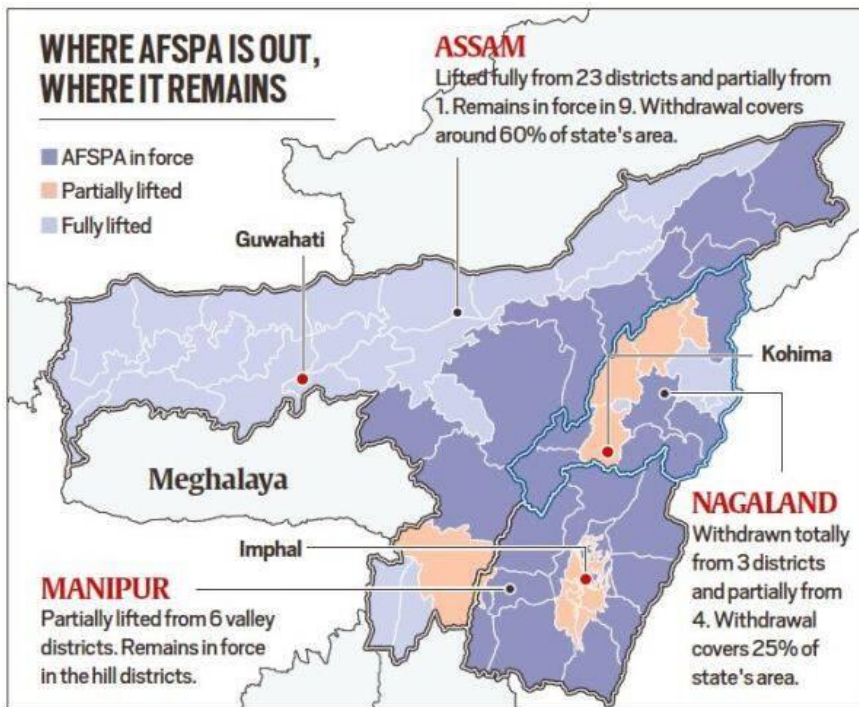 WHERE AFSPA IS OUT,
WHERE IT REMAINS
AFSPA in force
Partially lifted
Fully lifted
ASSAM
Lifted fully from 23 districts and partially from
1. Remains in force in 9. Withdrawal covers
around 60% of state's area.
Guwahati
Kohima
Meghalaya
NAGALAND
Withdrawn totally
from 3 districts
and partially from
4. Withdrawal
covers 25% of
state's area.
Imphal
MANIPUR
Partially lifted from 6 valley
districts. Remains in force
in the hill districts.